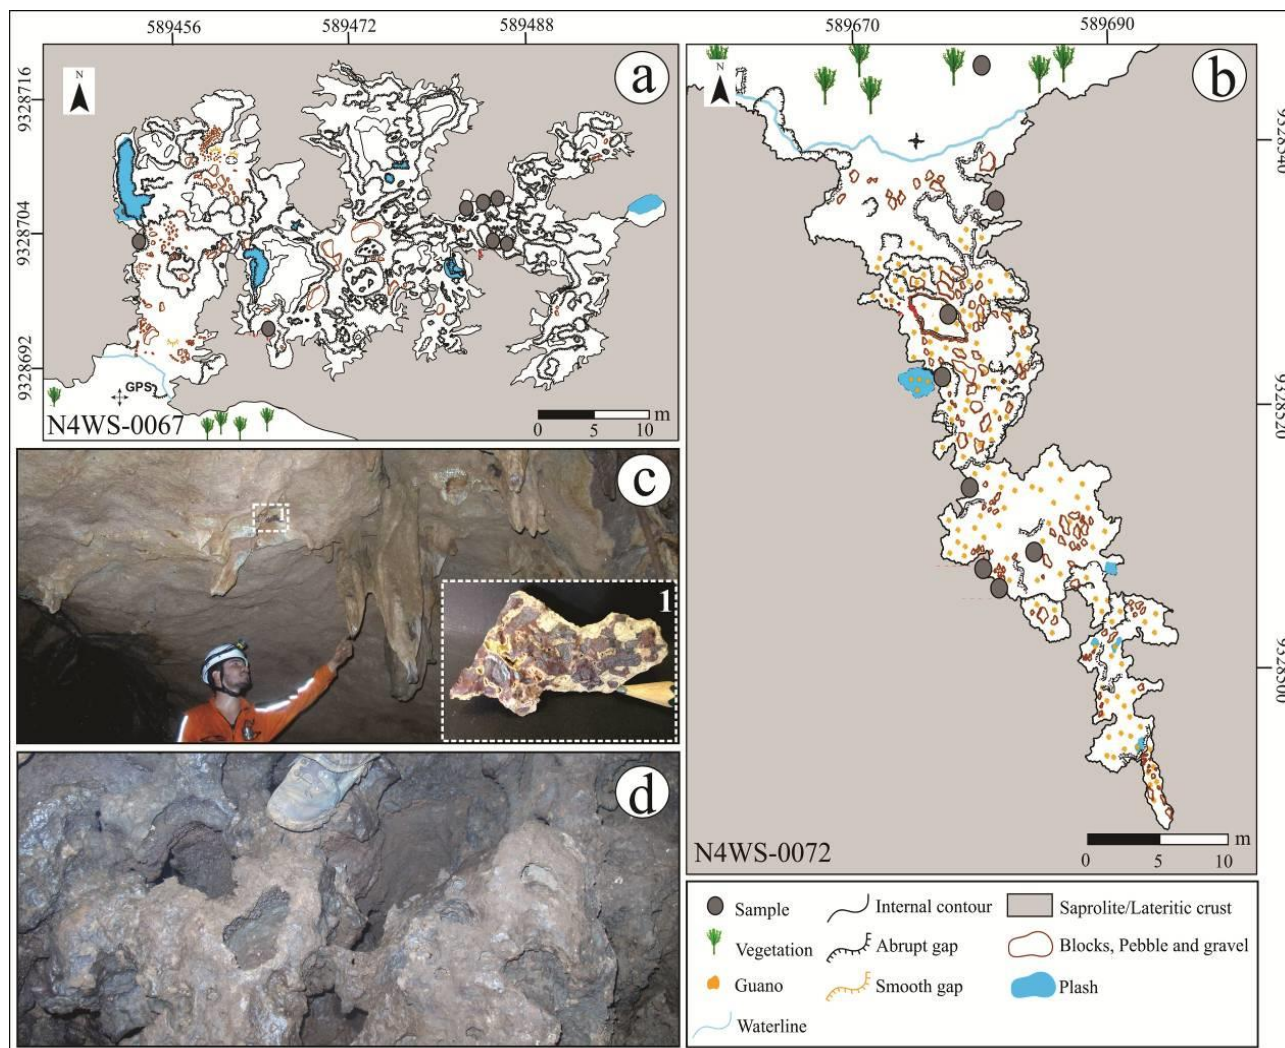 589456
589472
589488
589670
589690
9328716
9328704
9328692
N
a
GPS
N4WS-0067
0
5
10
m
N
b
9328540
9328520
9328500
N4WS-0072
0
5
10
m
c
1
d
Sample
Internal contour
Saprolite/Lateritic crust
Vegetation
Abrupt gap
Blocks, Pebble and gravel
Guano
Smooth gap
Plash
Waterline